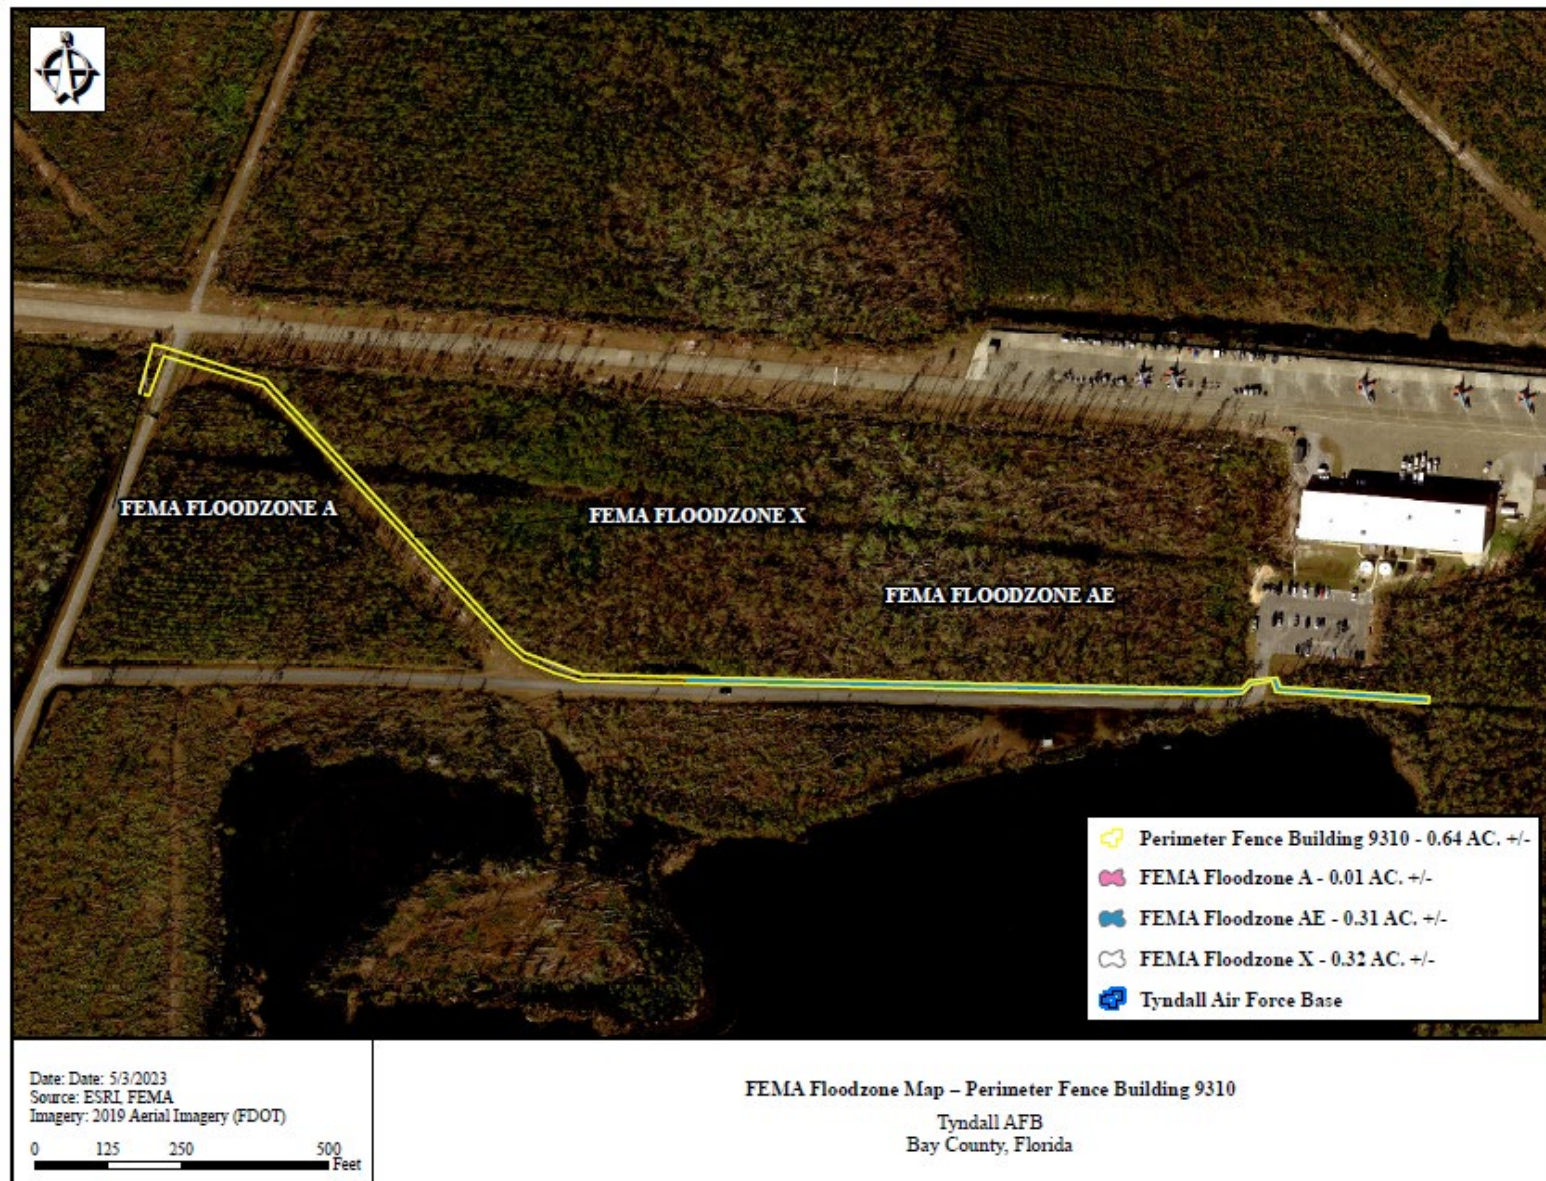 FEMA FLOODZONE A
FEMA FLOODZONE X
FEMA FLOODZONE AE
Perimeter Fence Building 9310 - 0.64 AC. +/-
FEMA Floodzone A - 0.01 AC. +/-
FEMA Floodzone AE - 0.31 AC. +/-
FEMA Floodzone X - 0.32 AC. +/-
Tyndall Air Force Base
Date: Date: 5/3/2023
Source: ESRI, FEMA
Imagery: 2019 Aerial Imagery (FDOT)
0 125 250 500
Feet
FEMA Floodzone Map – Perimeter Fence Building 9310
Tyndall AFB
Bay County, Florida